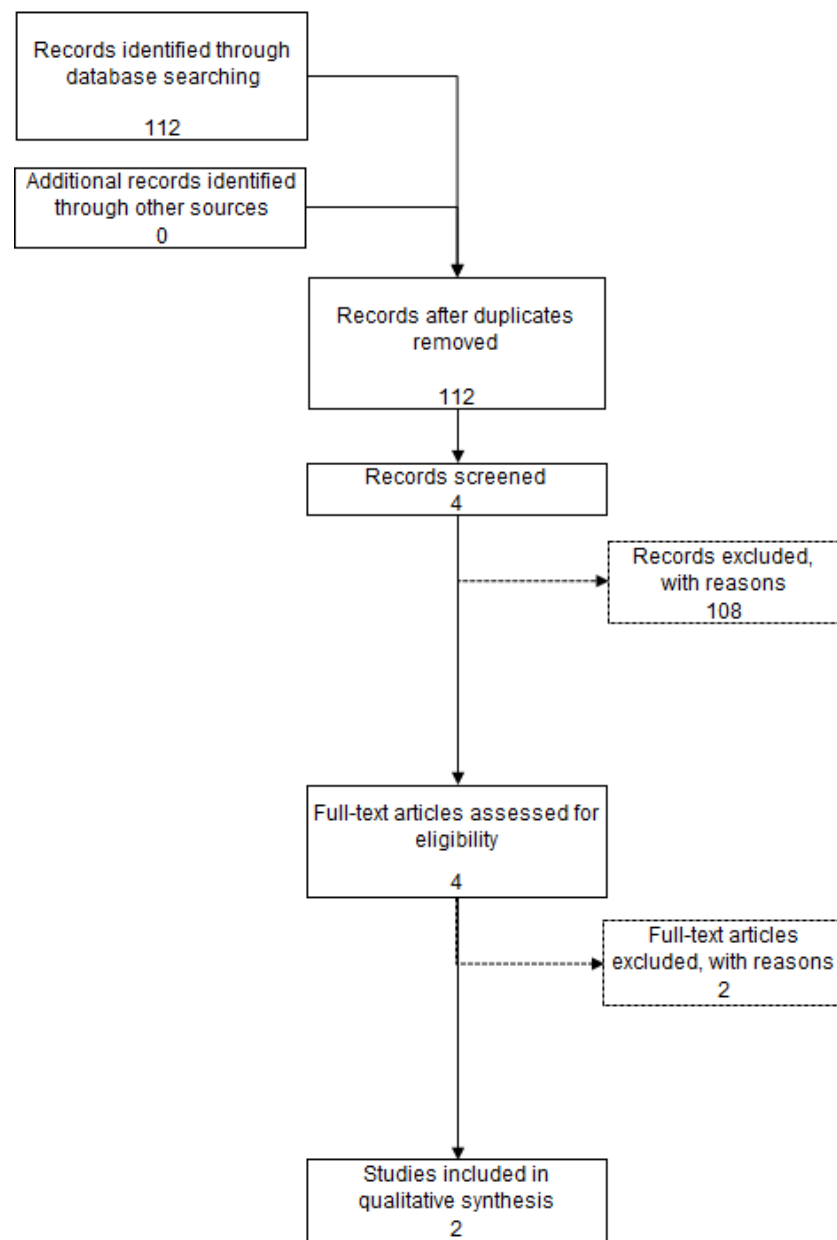 Records identified through
database searching
112
Additional records identified
through other sources
0
Records after duplicates
removed
112
Records screened
4
Records excluded,
with reasons
108
Full-text articles assessed for
eligibility
4
Full-text articles
excluded, with reasons
2
Studies included in
qualitative synthesis
2